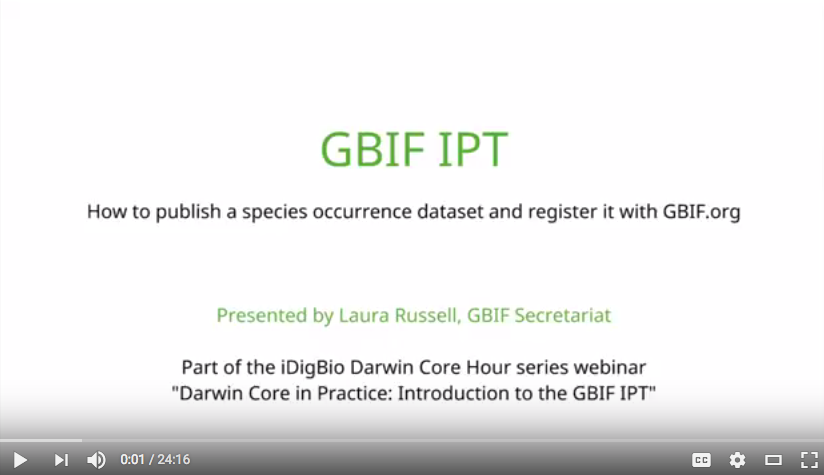 GBIF IPT
How to publish a species occurrence dataset and register it with GBIF.org
Presented by Laura Russell, GBIF Secretariat
Part of the iDigBio Darwin Core Hour series webinar
"Darwin Core in Practice: Introduction to the GBIF IPT"
0:01 / 24:16
CC